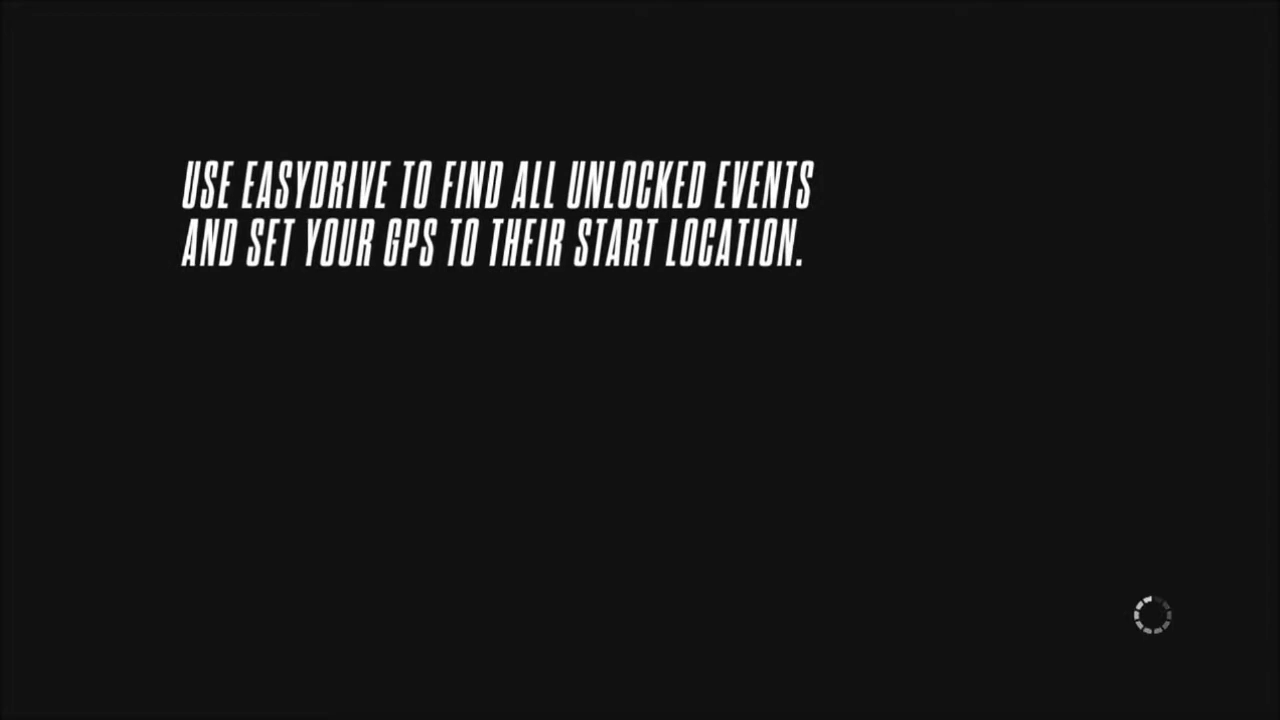 USE EASYDRIVE TO FIND ALL UNLOCKED EVENTS
AND SET YOUR GPS TO THEIR START LOCATION.